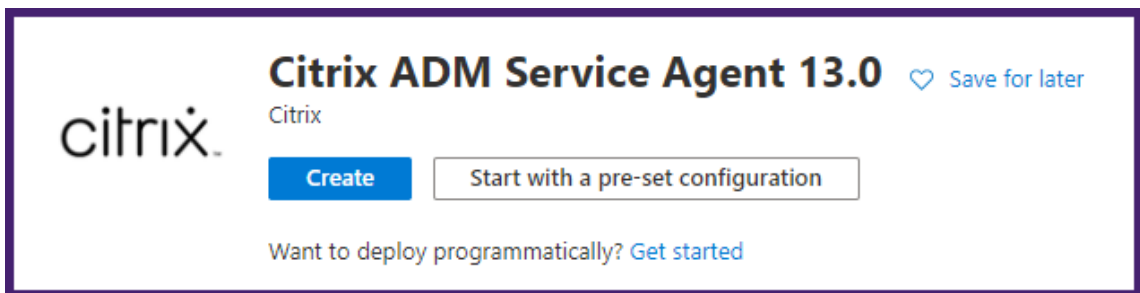 citrix™
Citrix ADM Service Agent 13.0 Save for later
Citrix
Create Start with a pre-set configuration
Want to deploy programmatically? Get started